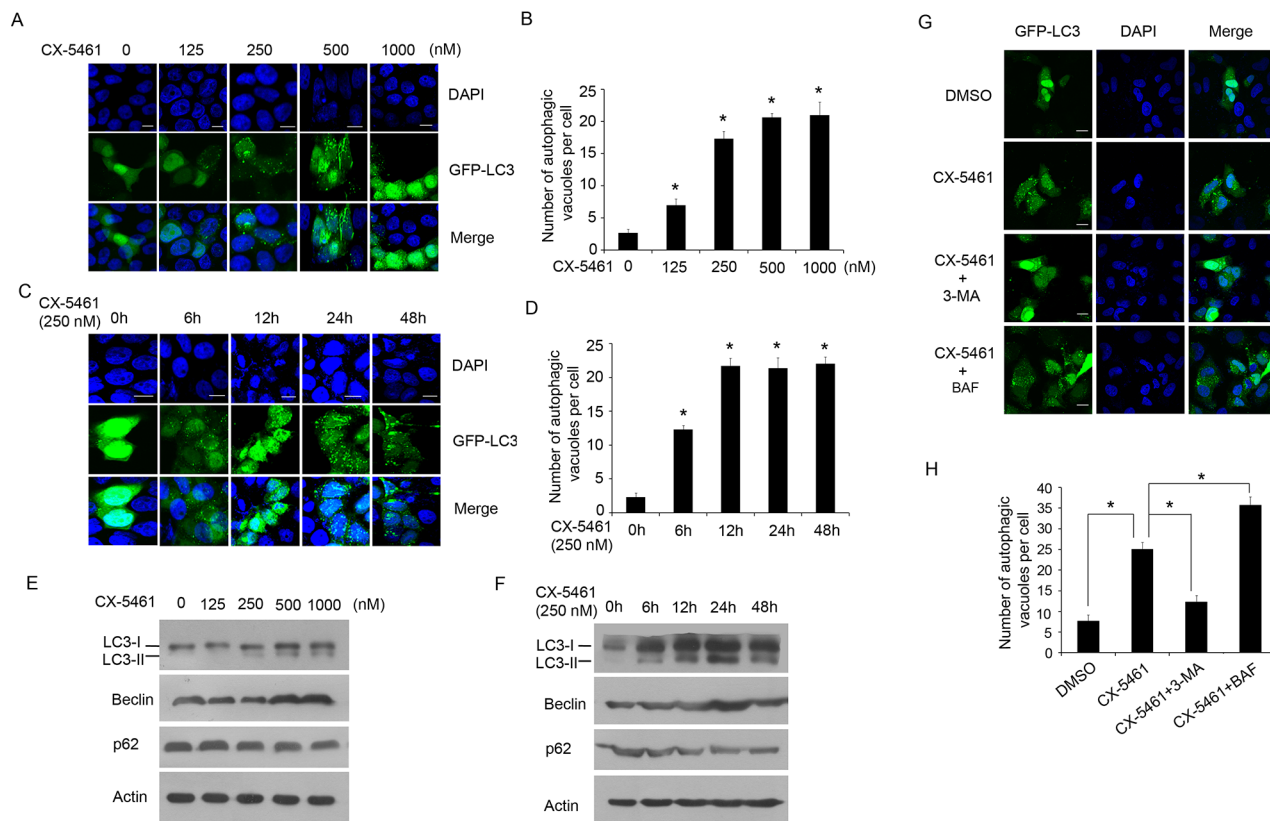 A
CX-5461 0 125 250 500 1000 (nM)
DAPI
GFP-LC3
Merge
B
Number of autophagic
vacuoles per cell
25
20
15
10
5
0
CX-5461 0 125 250 500 1000 (nM)
* * * *
C
CX-5461
(250 nM) 0h 6h 12h 24h 48h
DAPI
GFP-LC3
Merge
D
Number of autophagic
vacuoles per cell
25
20
15
10
5
0
* * * *
CX-5461
(250 nM) 0h 6h 12h 24h 48h
E
CX-5461 0 125 250 500 1000 (nM)
LC3-I
LC3-II
Beclin
p62
Actin
F
CX-5461
(250 nM) 0h 6h 12h 24h 48h
LC3-I
LC3-II
Beclin
p62
Actin
G
GFP-LC3 DAPI Merge
DMSO
CX-5461
CX-5461
+
3-MA
CX-5461
+
BAF
H
Number of autophagic
vacuoles per cell
40
35
30
25
20
15
10
5
0
* * *
DMSO
CX-5461
CX-5461+3-MA
CX-5461+BAF